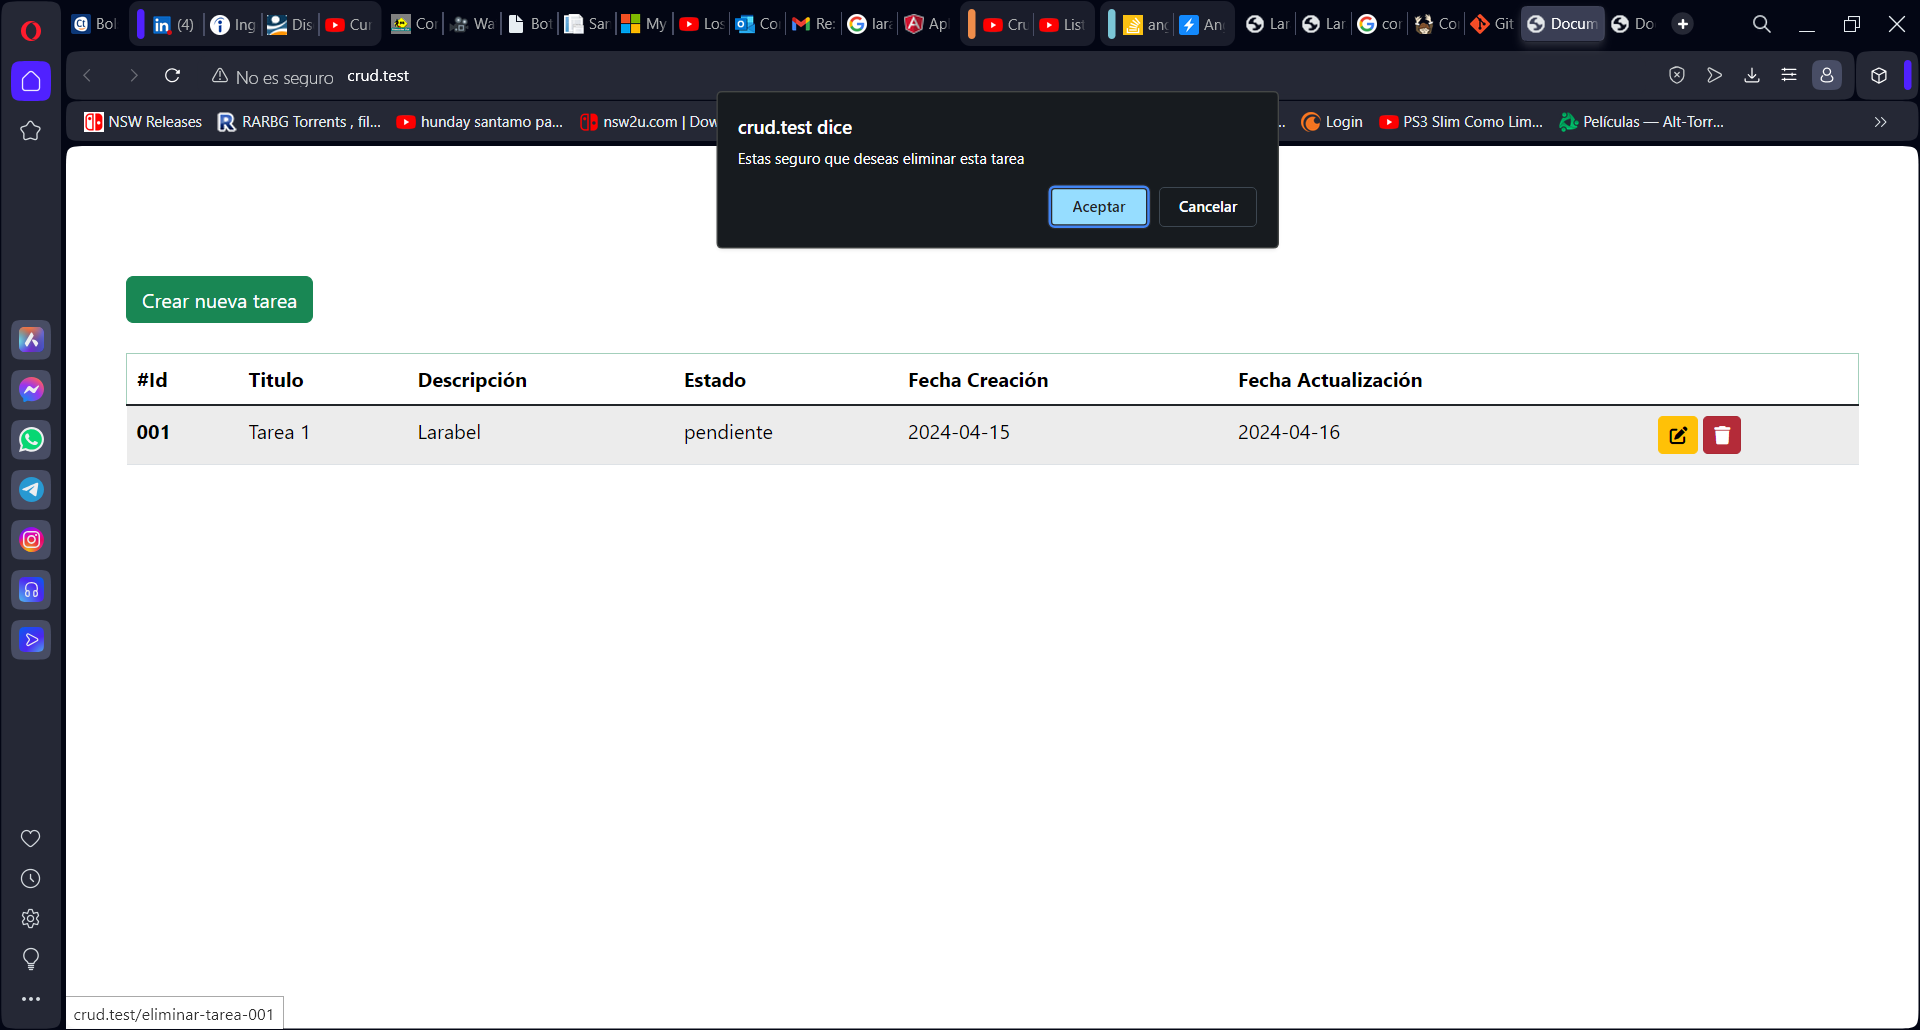 Bol
(4)
Ing
Dis
Cur
Cor
Wa
Bot
Sar
My
Los
Co
Re:
lara
Ap
Cru
List
ang
An
Lar
Lar
cor
Co
Git
Docum
Do
No es seguro crud.test
NSW Releases
RARBG Torrents , fil...
hunday santamo pa...
nsw2u.com | Dow
...
Login
PS3 Slim Como Lim...
Películas — Alt-Torr...
crud.test dice
Estas seguro que deseas eliminar esta tarea
Aceptar Cancelar
Crear nueva tarea
#Id Titulo Descripción Estado Fecha Creación Fecha Actualización
001 Tarea 1 Larabel pendiente 2024-04-15 2024-04-16
crud.test/eliminar-tarea-001